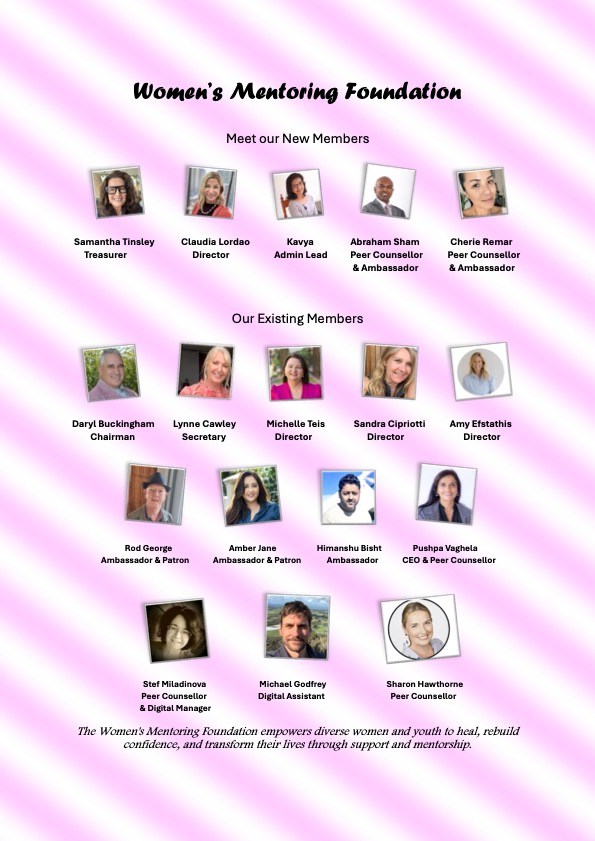 Women's Mentoring Foundation
Meet our New Members
Samantha Tinsley Claudia Lordao Kavya Abraham Sham Cherie Remar
Treasurer Director Admin Lead Peer Counsellor Peer Counsellor
& Ambassador & Ambassador
Our Existing Members
Daryl Buckingham Lynne Cawley Michelle Teis Sandra Cipriotti Amy Efstathis
Chairman Secretary Director Director Director
Rod George Amber Jane Himanshu Bisht Pushpa Vaghela
Ambassador & Patron Ambassador & Patron Ambassador CEO & Peer Counsellor
Stef Miladinova Michael Godfrey Sharon Hawthorne
Peer Counsellor Digital Assistant Peer Counsellor
& Digital Manager
The Women's Mentoring Foundation empowers diverse women and youth to heal, rebuild
confidence, and transform their lives through support and mentorship.